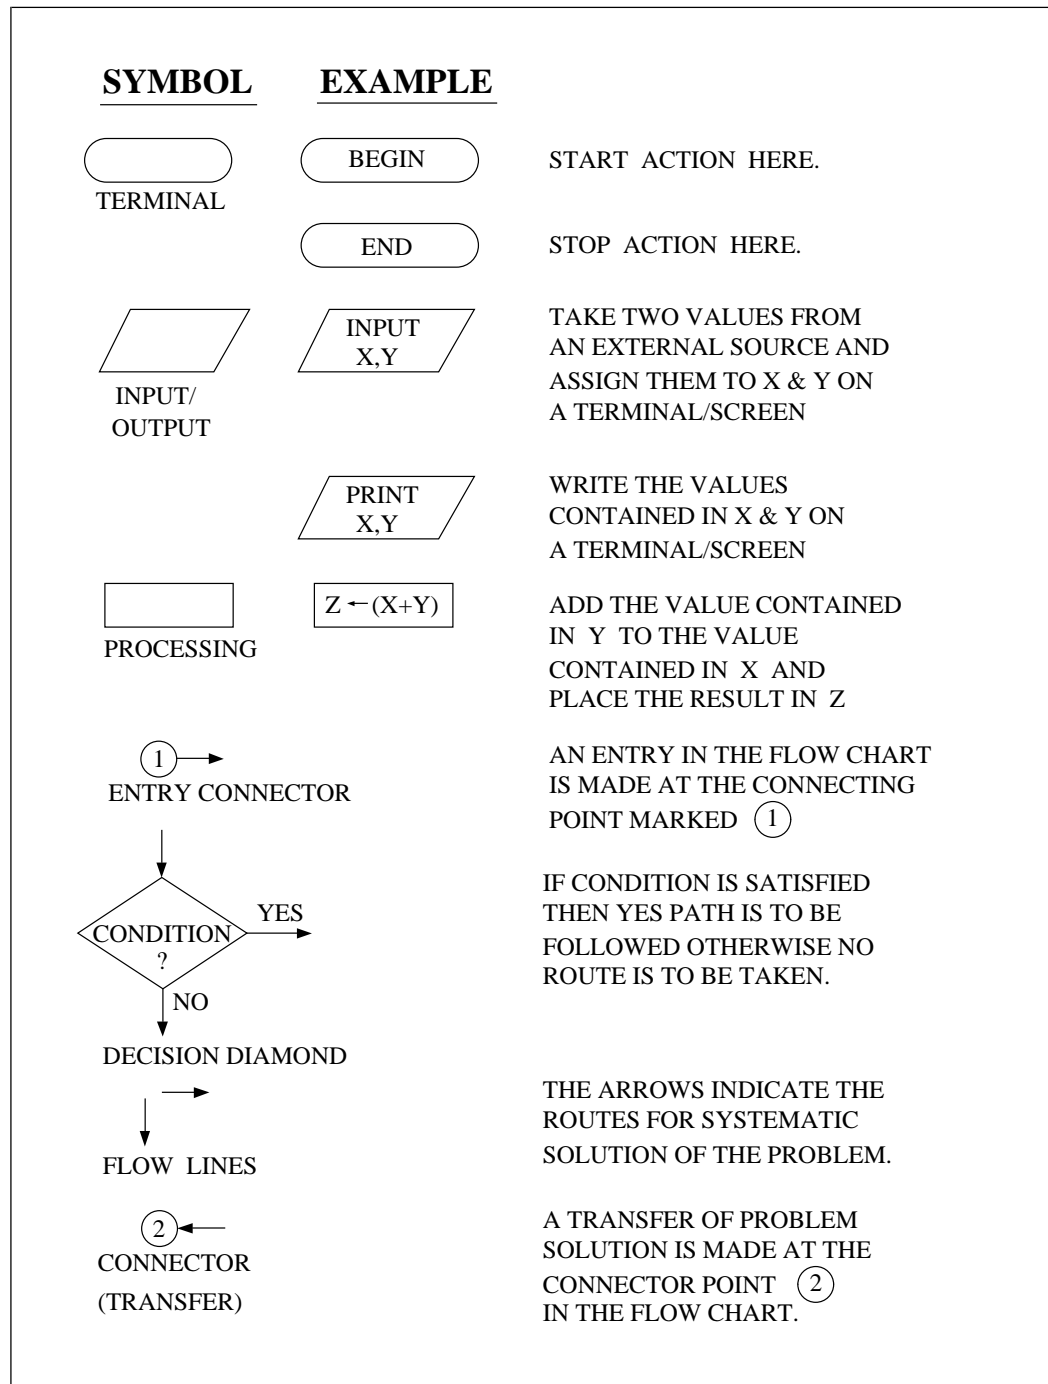 SYMBOL EXAMPLE
BEGIN START ACTION HERE.
TERMINAL
END STOP ACTION HERE.
INPUT
X,Y
TAKE TWO VALUES FROM
AN EXTERNAL SOURCE AND
ASSIGN THEM TO X & Y ON
A TERMINAL/SCREEN
INPUT/
OUTPUT
PRINT
X,Y
WRITE THE VALUES
CONTAINED IN X & Y ON
A TERMINAL/SCREEN
Z ← (X+Y)
PROCESSING
ADD THE VALUE CONTAINED
IN Y TO THE VALUE
CONTAINED IN X AND
PLACE THE RESULT IN Z
1
ENTRY CONNECTOR
AN ENTRY IN THE FLOW CHART
IS MADE AT THE CONNECTING
POINT MARKED 1
CONDITION
?
YES
NO
DECISION DIAMOND
IF CONDITION IS SATISFIED
THEN YES PATH IS TO BE
FOLLOWED OTHERWISE NO
ROUTE IS TO BE TAKEN.
FLOW LINES
THE ARROWS INDICATE THE
ROUTES FOR SYSTEMATIC
SOLUTION OF THE PROBLEM.
2
CONNECTOR
(TRANSFER)
A TRANSFER OF PROBLEM
SOLUTION IS MADE AT THE
CONNECTOR POINT 2
IN THE FLOW CHART.